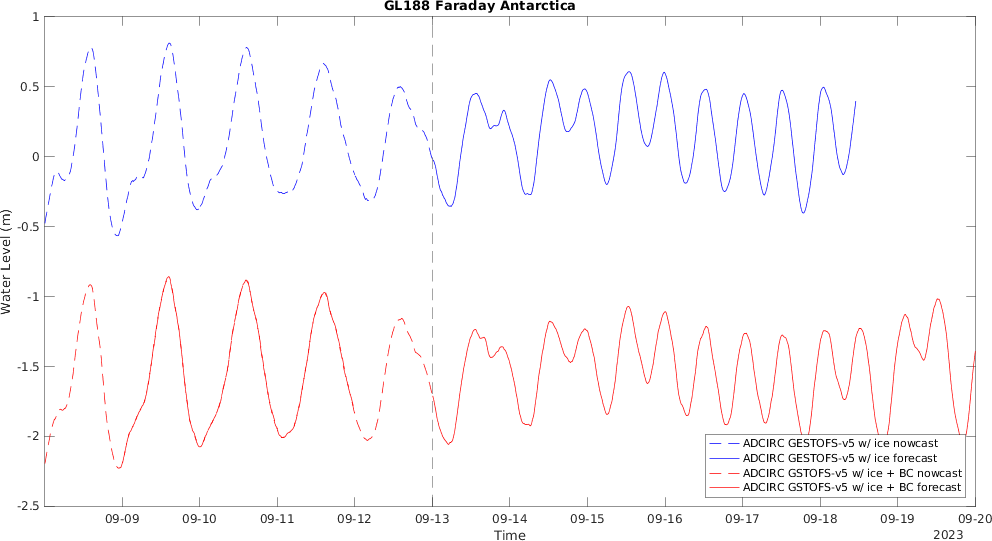 GL188 Faraday Antarctica
1
0.5
0
-0.5
-1
-1.5
-2
-2.5
Water Level (m)
ADCIRC GESTOFS-v5 w/ ice nowcast
ADCIRC GESTOFS-v5 w/ ice forecast
ADCIRC GSTOFS-v5 w/ ice + BC nowcast
ADCIRC GSTOFS-v5 w/ ice + BC forecast
09-09 09-10 09-11 09-12 09-13 09-14 09-15 09-16 09-17 09-18 09-19 09-20
Time
2023